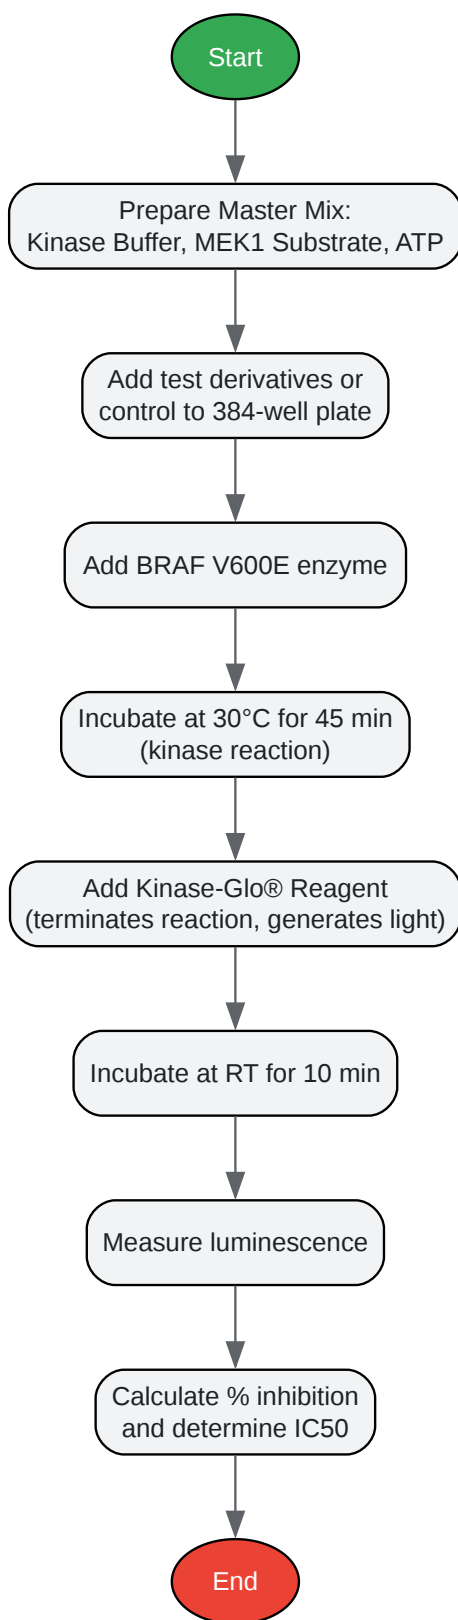 Start
Prepare Master Mix:
Kinase Buffer, MEK1 Substrate, ATP
Add test derivatives or
control to 384-well plate
Add BRAF V600E enzyme
Incubate at 30°C for 45 min
(kinase reaction)
Add Kinase-Glo® Reagent
(terminates reaction, generates light)
Incubate at RT for 10 min
Measure luminescence
Calculate % inhibition
and determine IC50
End